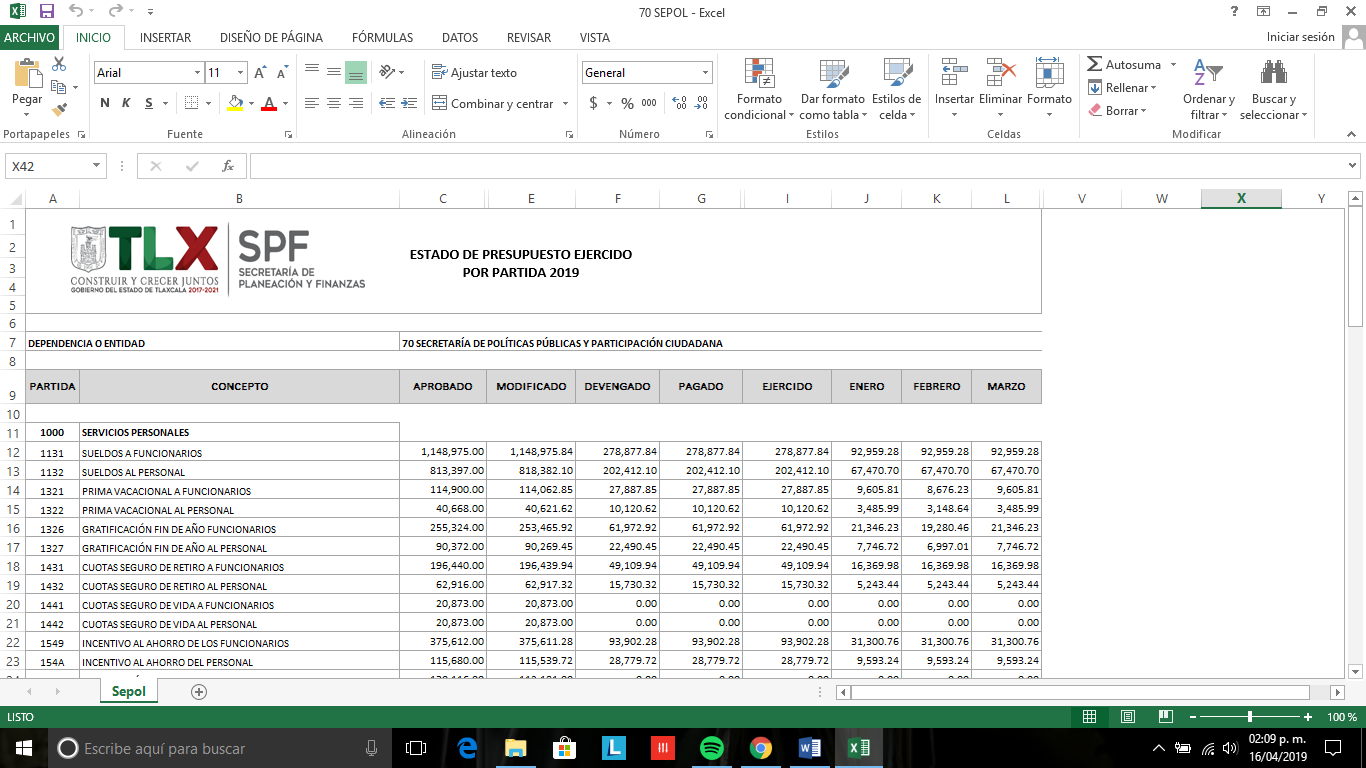 70 SEPOL - Excel
ARCHIVO INICIO INSERTAR DISEÑO DE PÁGINA FÓRMULAS DATOS REVISAR VISTA Iniciar sesión
Arial 11 Ajustar texto General Autosuma
Pegar Formato condicional Dar formato como tabla Estilos de celda Insertar Eliminar Formato Rellenar Ordenar y filtrar Buscar y seleccionar
N K S Combinar y centrar $ % 000 Borrar
Portapapeles Fuente Alineación Número Estilos Celdas Modificar
X42 fx
A B C E F G I J K L V W X Y
1
2
3
4
5
TLX SPF
CONSTRUIR Y CRECER JUNTOS
GOBIERNO DEL ESTADO DE TLAXCALA 2017-2021
SECRETARÍA DE
PLANEACIÓN Y FINANZAS
ESTADO DE PRESUPUESTO EJERCIDO
POR PARTIDA 2019
6
7 DEPENDENCIA O ENTIDAD 70 SECRETARÍA DE POLÍTICAS PÚBLICAS Y PARTICIPACIÓN CIUDADANA
8
9 PARTIDA CONCEPTO APROBADO MODIFICADO DEVENGADO PAGADO EJERCIDO ENERO FEBRERO MARZO
10
11 1000 SERVICIOS PERSONALES
12 1131 SUELDOS A FUNCIONARIOS 1,148,975.00 1,148,975.84 278,877.84 278,877.84 278,877.84 92,959.28 92,959.28 92,959.28
13 1132 SUELDOS AL PERSONAL 813,397.00 818,382.10 202,412.10 202,412.10 202,412.10 67,470.70 67,470.70 67,470.70
14 1321 PRIMA VACACIONAL A FUNCIONARIOS 114,900.00 114,062.85 27,887.85 27,887.85 27,887.85 9,605.81 8,676.23 9,605.81
15 1322 PRIMA VACACIONAL AL PERSONAL 40,668.00 40,621.62 10,120.62 10,120.62 10,120.62 3,485.99 3,148.64 3,485.99
16 1326 GRATIFICACIÓN FIN DE AÑO FUNCIONARIOS 255,324.00 253,465.92 61,972.92 61,972.92 61,972.92 21,346.23 19,280.46 21,346.23
17 1327 GRATIFICACIÓN FIN DE AÑO AL PERSONAL 90,372.00 90,269.45 22,490.45 22,490.45 22,490.45 7,746.72 6,997.01 7,746.72
18 1431 CUOTAS SEGURO DE RETIRO A FUNCIONARIOS 196,440.00 196,439.94 49,109.94 49,109.94 49,109.94 16,369.98 16,369.98 16,369.98
19 1432 CUOTAS SEGURO DE RETIRO AL PERSONAL 62,916.00 62,917.32 15,730.32 15,730.32 15,730.32 5,243.44 5,243.44 5,243.44
20 1441 CUOTAS SEGURO DE VIDA A FUNCIONARIOS 20,873.00 20,873.00 0.00 0.00 0.00 0.00 0.00 0.00
21 1442 CUOTAS SEGURO DE VIDA AL PERSONAL 20,873.00 20,873.00 0.00 0.00 0.00 0.00 0.00 0.00
22 1549 INCENTIVO AL AHORRO DE LOS FUNCIONARIOS 375,612.00 375,611.28 93,902.28 93,902.28 93,902.28 31,300.76 31,300.76 31,300.76
23 154A INCENTIVO AL AHORRO DEL PERSONAL 115,680.00 115,539.72 28,779.72 28,779.72 28,779.72 9,593.24 9,593.24 9,593.24
Sepol
LISTO 100 %
Escribe aquí para buscar
02:09 p. m.
16/04/2019